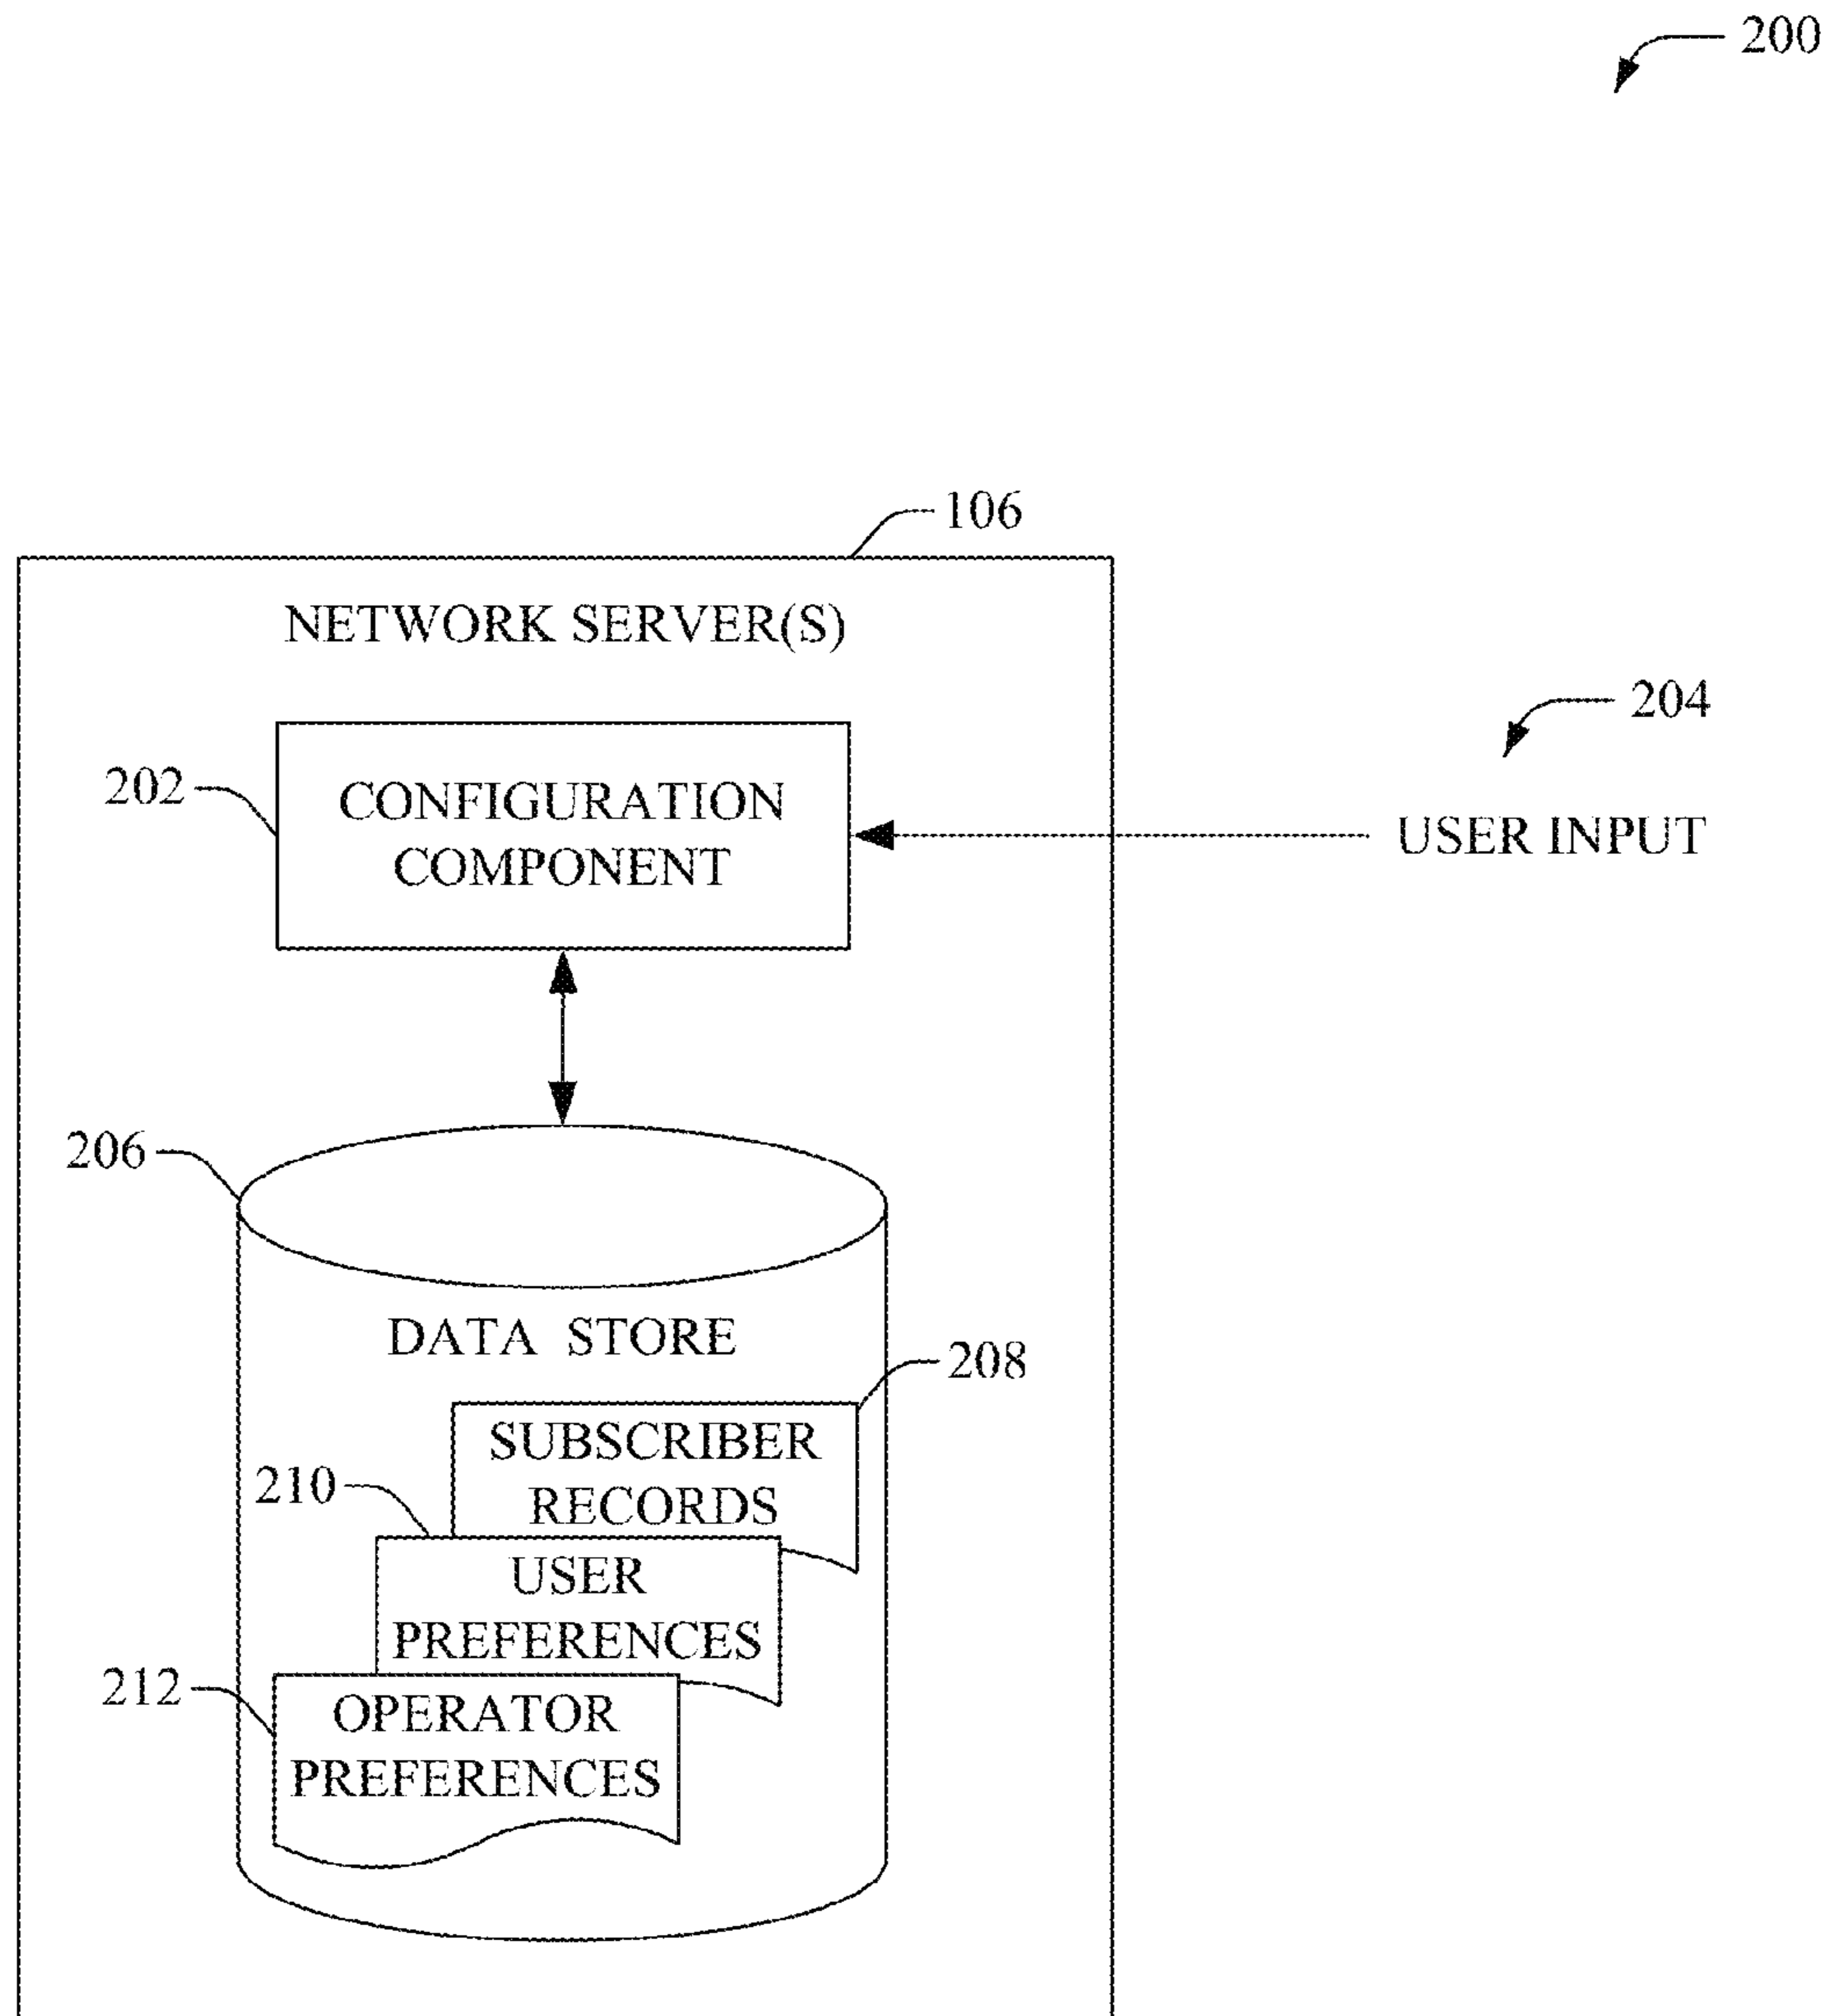 200
106
NETWORK SERVER(S)
204
202
CONFIGURATION
COMPONENT
USER INPUT
206
DATA STORE
208
SUBSCRIBER
RECORDS
210
USER
PREFERENCES
212
OPERATOR
PREFERENCES